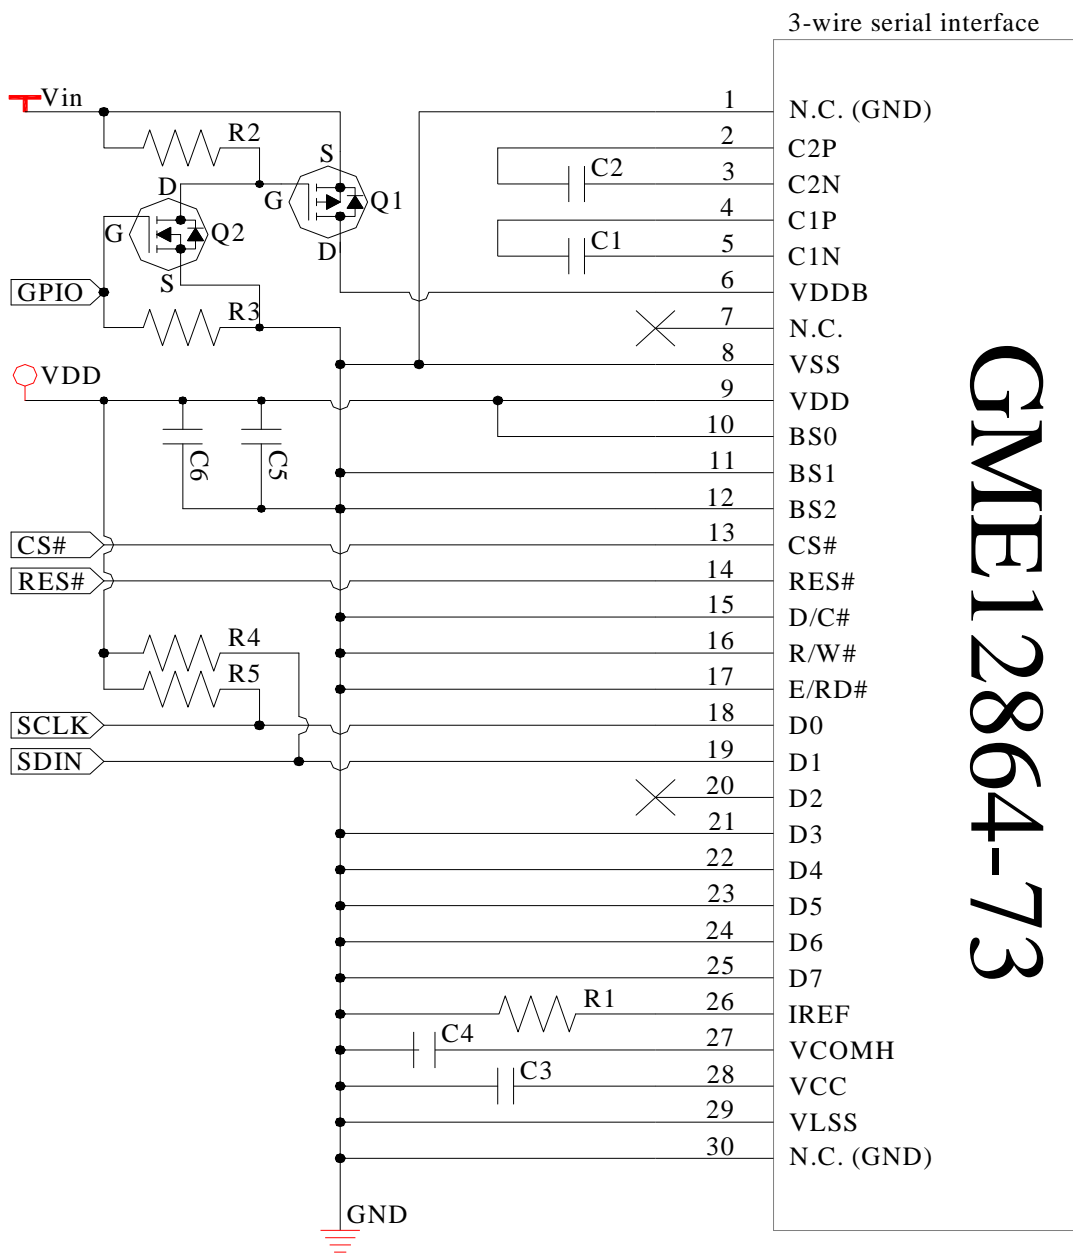 3-wire serial interface
Vin
R2
S
G
Q1
D
D
G
Q2
S
GPIO
R3
VDD
C6
C5
CS#
RES#
R4
R5
SCLK
SDIN
C2
C1
R1
C4
C3
GND
1 N.C. (GND)
2 C2P
3 C2N
4 C1P
5 C1N
6 VDDB
7 N.C.
8 VSS
9 VDD
10 BS0
11 BS1
12 BS2
13 CS#
14 RES#
15 D/C#
16 R/W#
17 E/RD#
18 D0
19 D1
20 D2
21 D3
22 D4
23 D5
24 D6
25 D7
26 IREF
27 VCOMH
28 VCC
29 VLSS
30 N.C. (GND)
GME12864-73